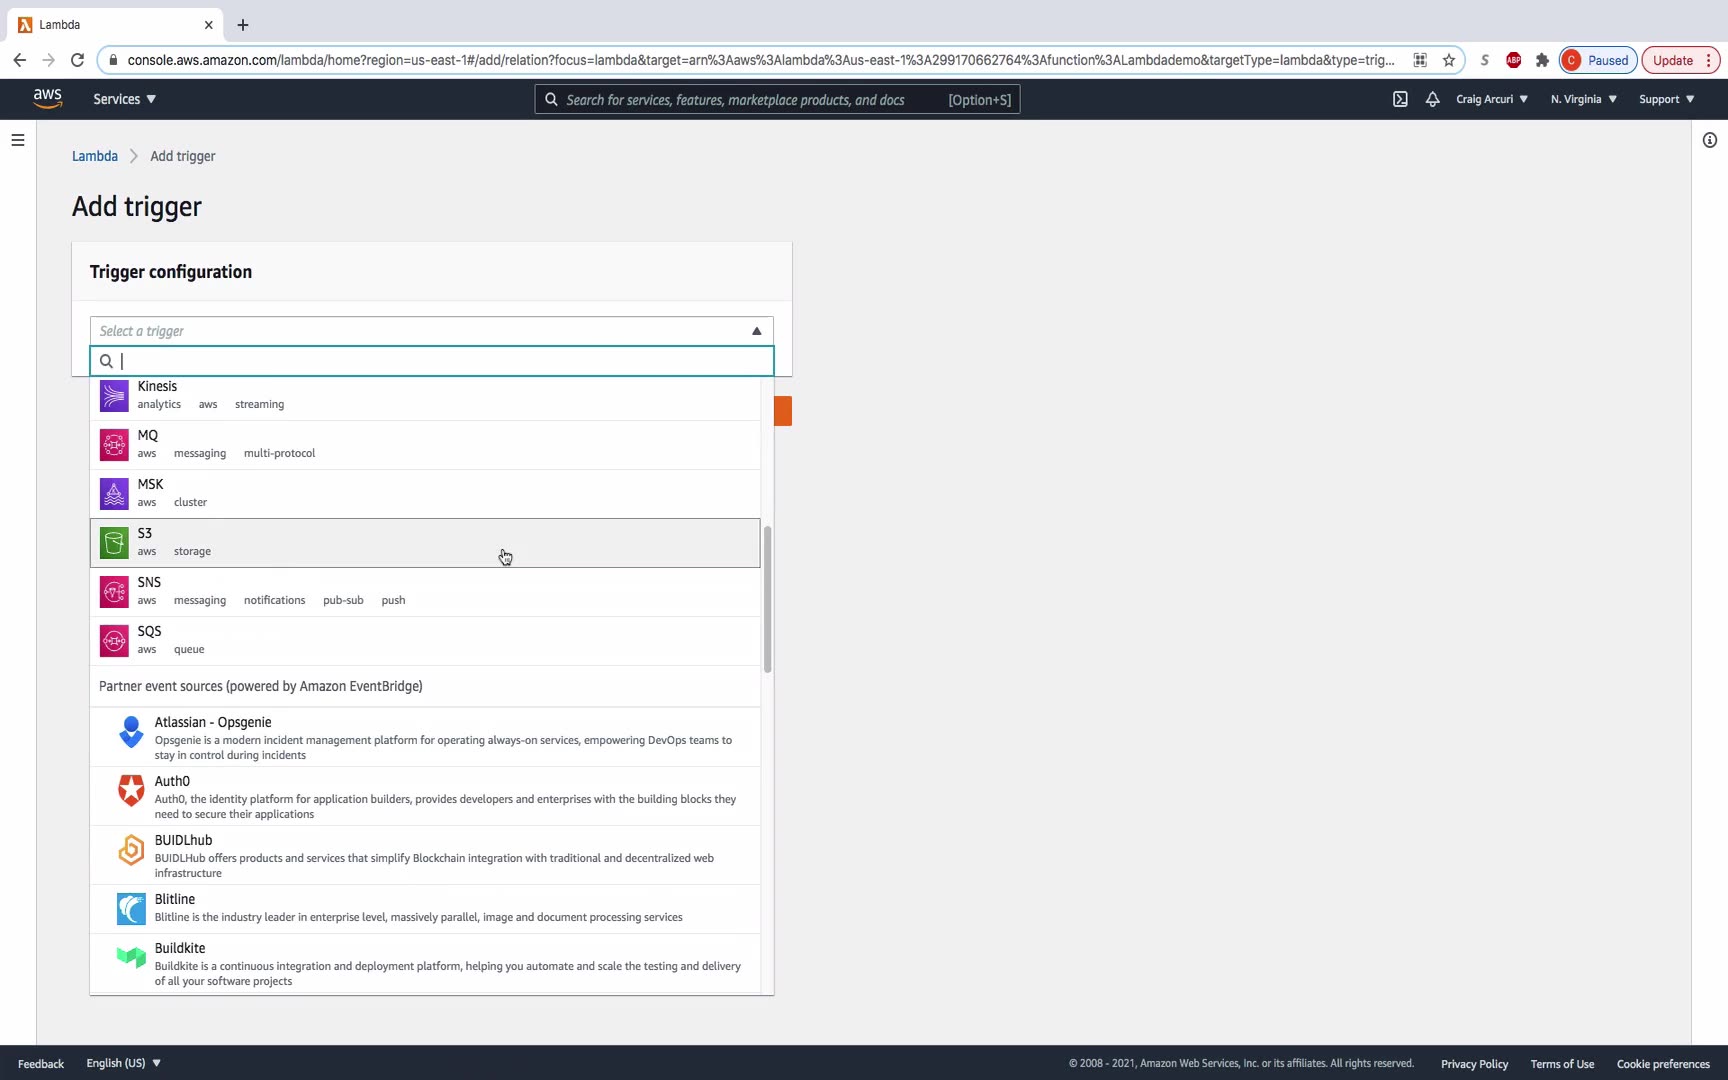 Lambda
console.aws.amazon.com/lambda/home?region=us-east-1#/add/relation?focus=lambda&target=arn%3Aaws%3Alambda%3Aus-east-1%3A299170662764%3Afunction%3ALambdademo&targetType=lambda&type=trig...
S
ABP
C Paused
Update
aws
Services
Search for services, features, marketplace products, and docs [Option+S]
Craig Arcuri
N. Virginia
Support
Lambda Add trigger
Add trigger
Trigger configuration
Select a trigger
Kinesis
analytics aws streaming
MQ
aws messaging multi-protocol
MSK
aws cluster
S3
aws storage
SNS
aws messaging notifications pub-sub push
SQS
aws queue
Partner event sources (powered by Amazon EventBridge)
Atlassian - Opsgenie
Opsgenie is a modern incident management platform for operating always-on services, empowering DevOps teams to
stay in control during incidents
Auth0
Auth0, the identity platform for application builders, provides developers and enterprises with the building blocks they
need to secure their applications
BUIDLhub
BUIDLHub offers products and services that simplify Blockchain integration with traditional and decentralized web
infrastructure
Blitline
Blitline is the industry leader in enterprise level, massively parallel, image and document processing services
Buildkite
Buildkite is a continuous integration and deployment platform, helping you automate and scale the testing and delivery
of all your software projects
Feedback
English (US)
© 2008 - 2021, Amazon Web Services, Inc. or its affiliates. All rights reserved.
Privacy Policy
Terms of Use
Cookie preferences